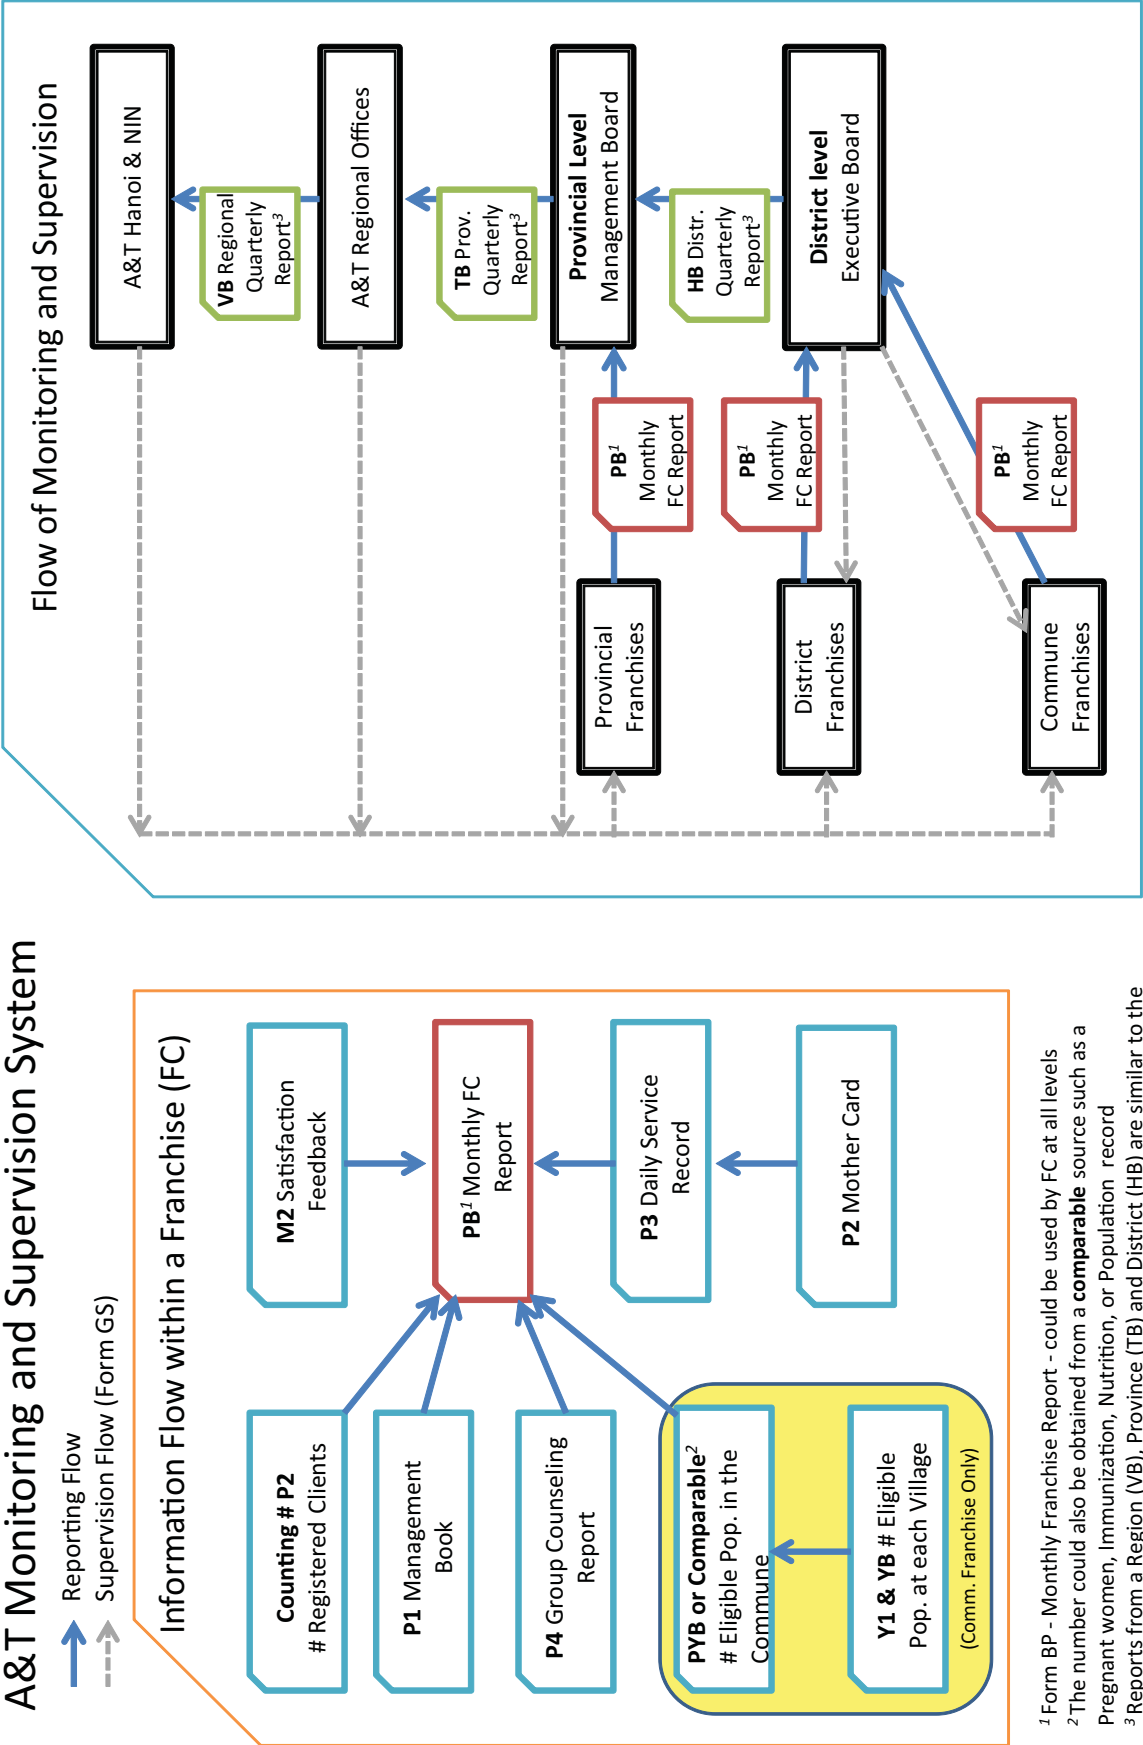 A&T Monitoring and Supervision System
Reporting Flow
Supervision Flow (Form GS)
Information Flow within a Franchise (FC)
Counting # P2
# Registered Clients
P1 Management
Book
P4 Group Counseling
Report
PYB or Comparable2
# Eligible Pop. in the
Commune
Y1 & YB # Eligible
Pop. at each Village
(Comm. Franchise Only)
M2 Satisfaction
Feedback
PB1 Monthly FC
Report
P3 Daily Service
Record
P2 Mother Card
1 Form BP - Monthly Franchise Report - could be used by FC at all levels
2 The number could also be obtained from a comparable source such as a
Pregnant women, Immunization, Nutrition, or Population record
3 Reports from a Region (VB), Province (TB) and District (HB) are similar to the
Flow of Monitoring and Supervision
A&T Hanoi & NIN
VB Regional
Quarterly
Report3
A&T Regional Offices
TB Prov.
Quarterly
Report3
Provincial Level
Management Board
HB Distr.
Quarterly
Report3
District level
Executive Board
PB1
Monthly
FC Report
PB1
Monthly
FC Report
PB1
Monthly
FC Report
Provincial
Franchises
District
Franchises
Commune
Franchises